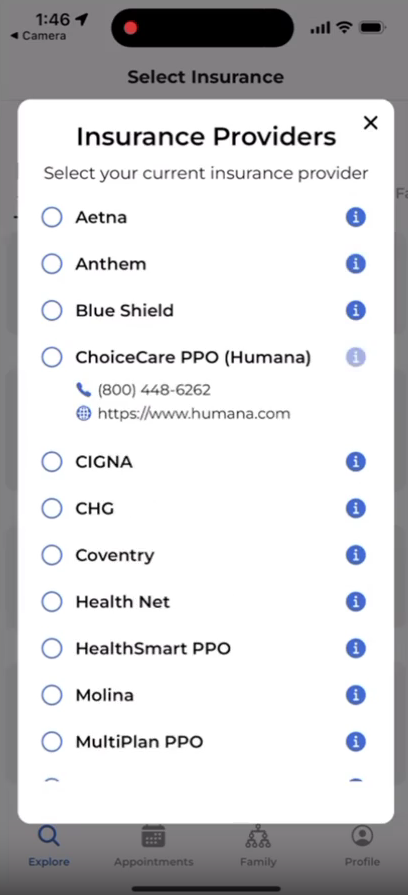 1:46
◀ Camera
Select Insurance
Insurance Providers
Select your current insurance provider
Fa
Aetna
Anthem
Blue Shield
ChoiceCare PPO (Humana)
(800) 448-6262
https://www.humana.com
CIGNA
CHG
Coventry
Health Net
HealthSmart PPO
Molina
MultiPlan PPO
Explore
Appointments
Family
Profile